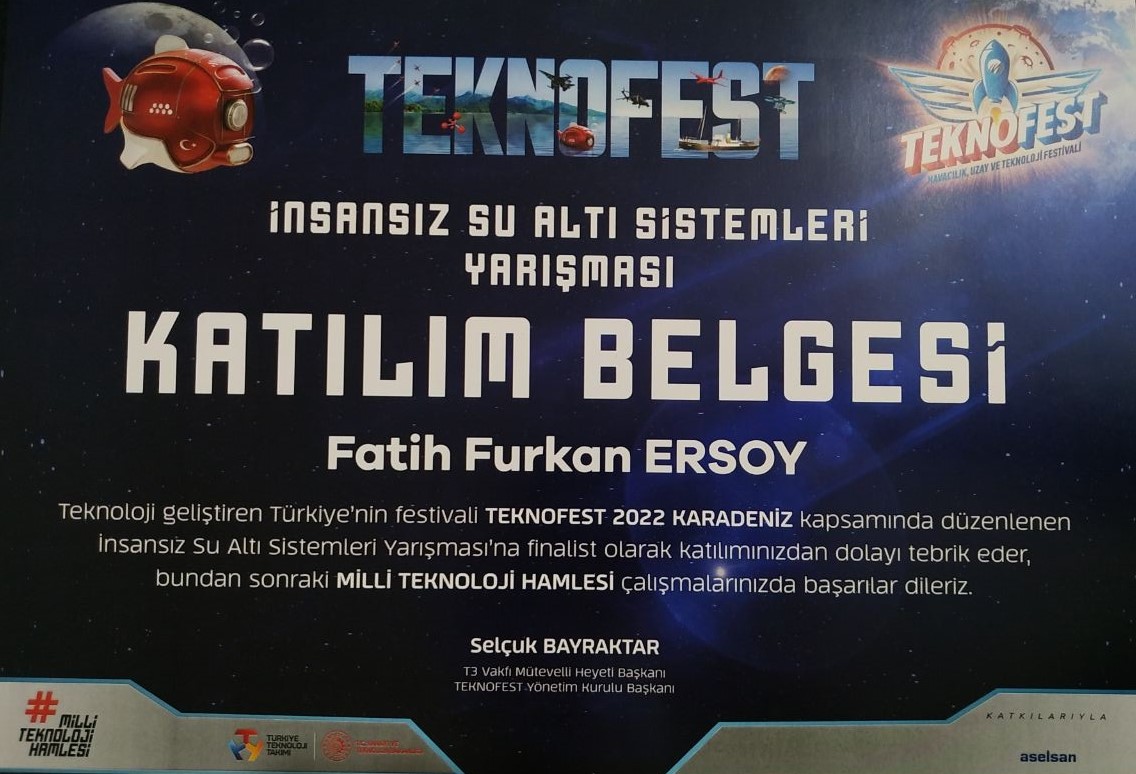 TEKNOFEST
TEKNOFEST
HAVACILIK, UZAY VE TEKNOLOJİ FESTİVALİ
İNSANSIZ SU ALTI SİSTEMLERİ
YARIŞMASI
KATILIM BELGESİ
Fatih Furkan ERSOY
Teknoloji geliştiren Türkiye'nin festivali TEKNOFEST 2022 KARADENİZ kapsamında düzenlenen
İnsansız Su Altı Sistemleri Yarışması'na finalist olarak katılımınızdan dolayı tebrik eder,
bundan sonraki MİLLİ TEKNOLOJİ HAMLESİ çalışmalarınızda başarılar dileriz.
Selçuk BAYRAKTAR
T3 Vakfı Mütevelli Heyeti Başkanı
TEKNOFEST Yönetim Kurulu Başkanı
# MİLLİ
TEKNOLOJİ
HAMLESİ
TÜRKİYE
TEKNOLOJİ
TAKIMI
KATKILARIYLA
aselsan